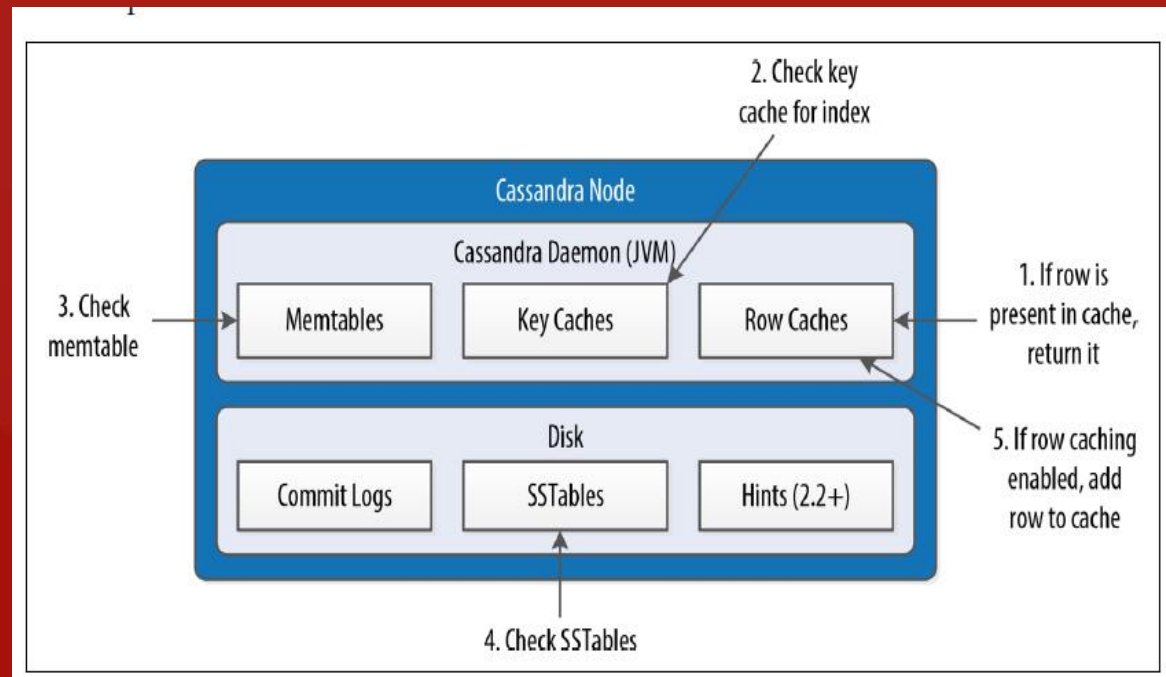 2. Check key
cache for index
Cassandra Node
Cassandra Daemon (JVM)
3. Check
memtable
Memtables
Key Caches
Row Caches
1. If row is
present in cache,
return it
Disk
Commit Logs
SSTables
Hints (2.2+)
5. If row caching
enabled, add
row to cache
4. Check SSTables